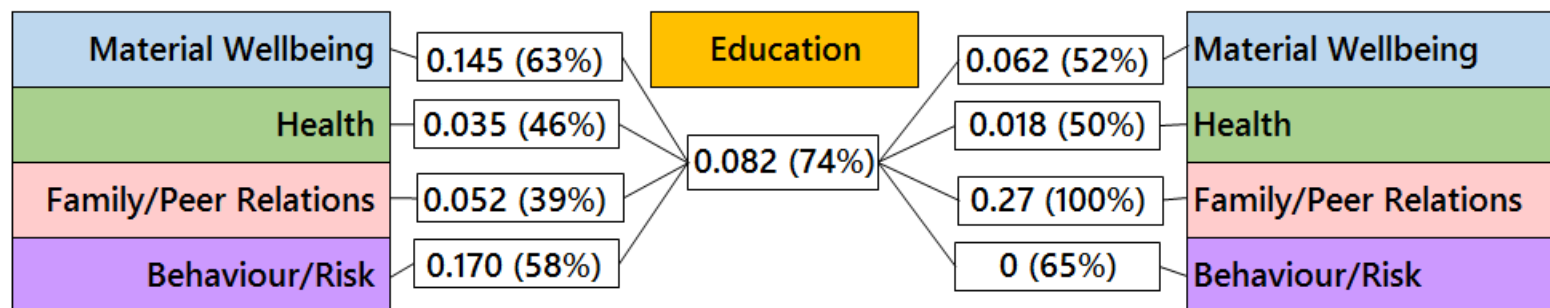 Material Wellbeing
0.145 (63%)
Education
0.062 (52%)
Material Wellbeing
Health
0.035 (46%)
0.018 (50%)
Health
0.082 (74%)
Family/Peer Relations
0.052 (39%)
0.27 (100%)
Family/Peer Relations
Behaviour/Risk
0.170 (58%)
0 (65%)
Behaviour/Risk